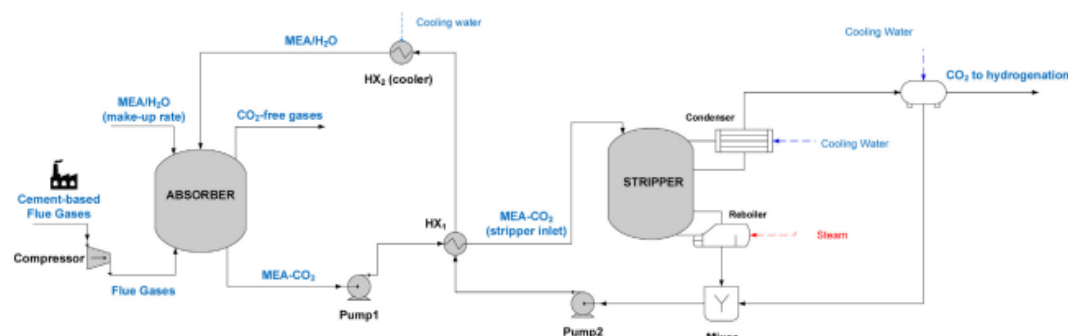 Cooling water
MEA/H₂O
HX₂ (cooler)
Cooling Water
CO₂ to hydrogenation
MEA/H₂O
(make-up rate)
CO₂-free gases
Condenser
Cooling Water
ABSORBER
STRIPPER
Cement-based
Flue Gases
HX₁
MEA-CO₂
(stripper inlet)
Reboiler
Steam
Compressor
MEA-CO₂
Flue Gases
Pump1
Pump2